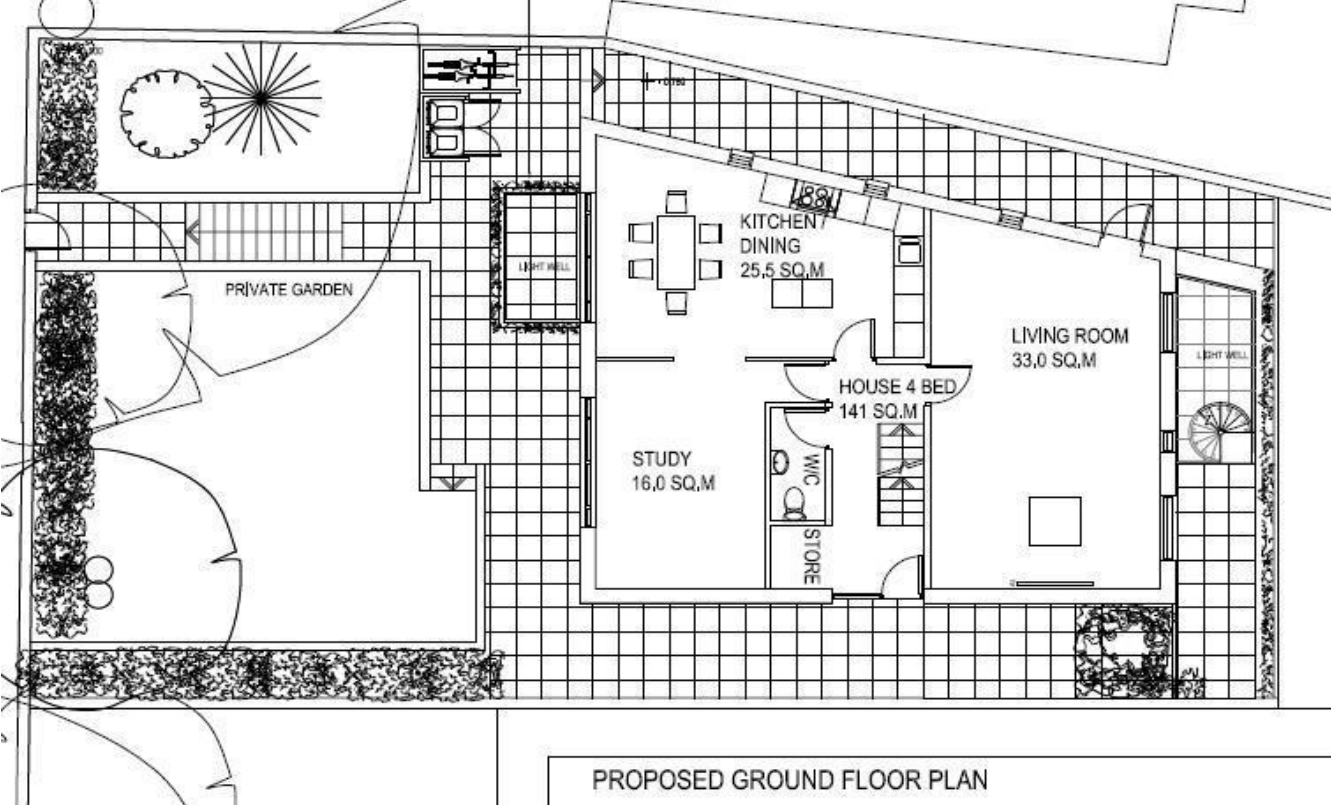 KITCHEN /
DINING
25,5 SQ.M
LIGHT WELL
PRIVATE GARDEN
LIVING ROOM
33,0 SQ.M
LIGHT WELL
HOUSE 4 BED
141 SQ.M
STUDY
16,0 SQ.M
W/C
STORE
PROPOSED GROUND FLOOR PLAN